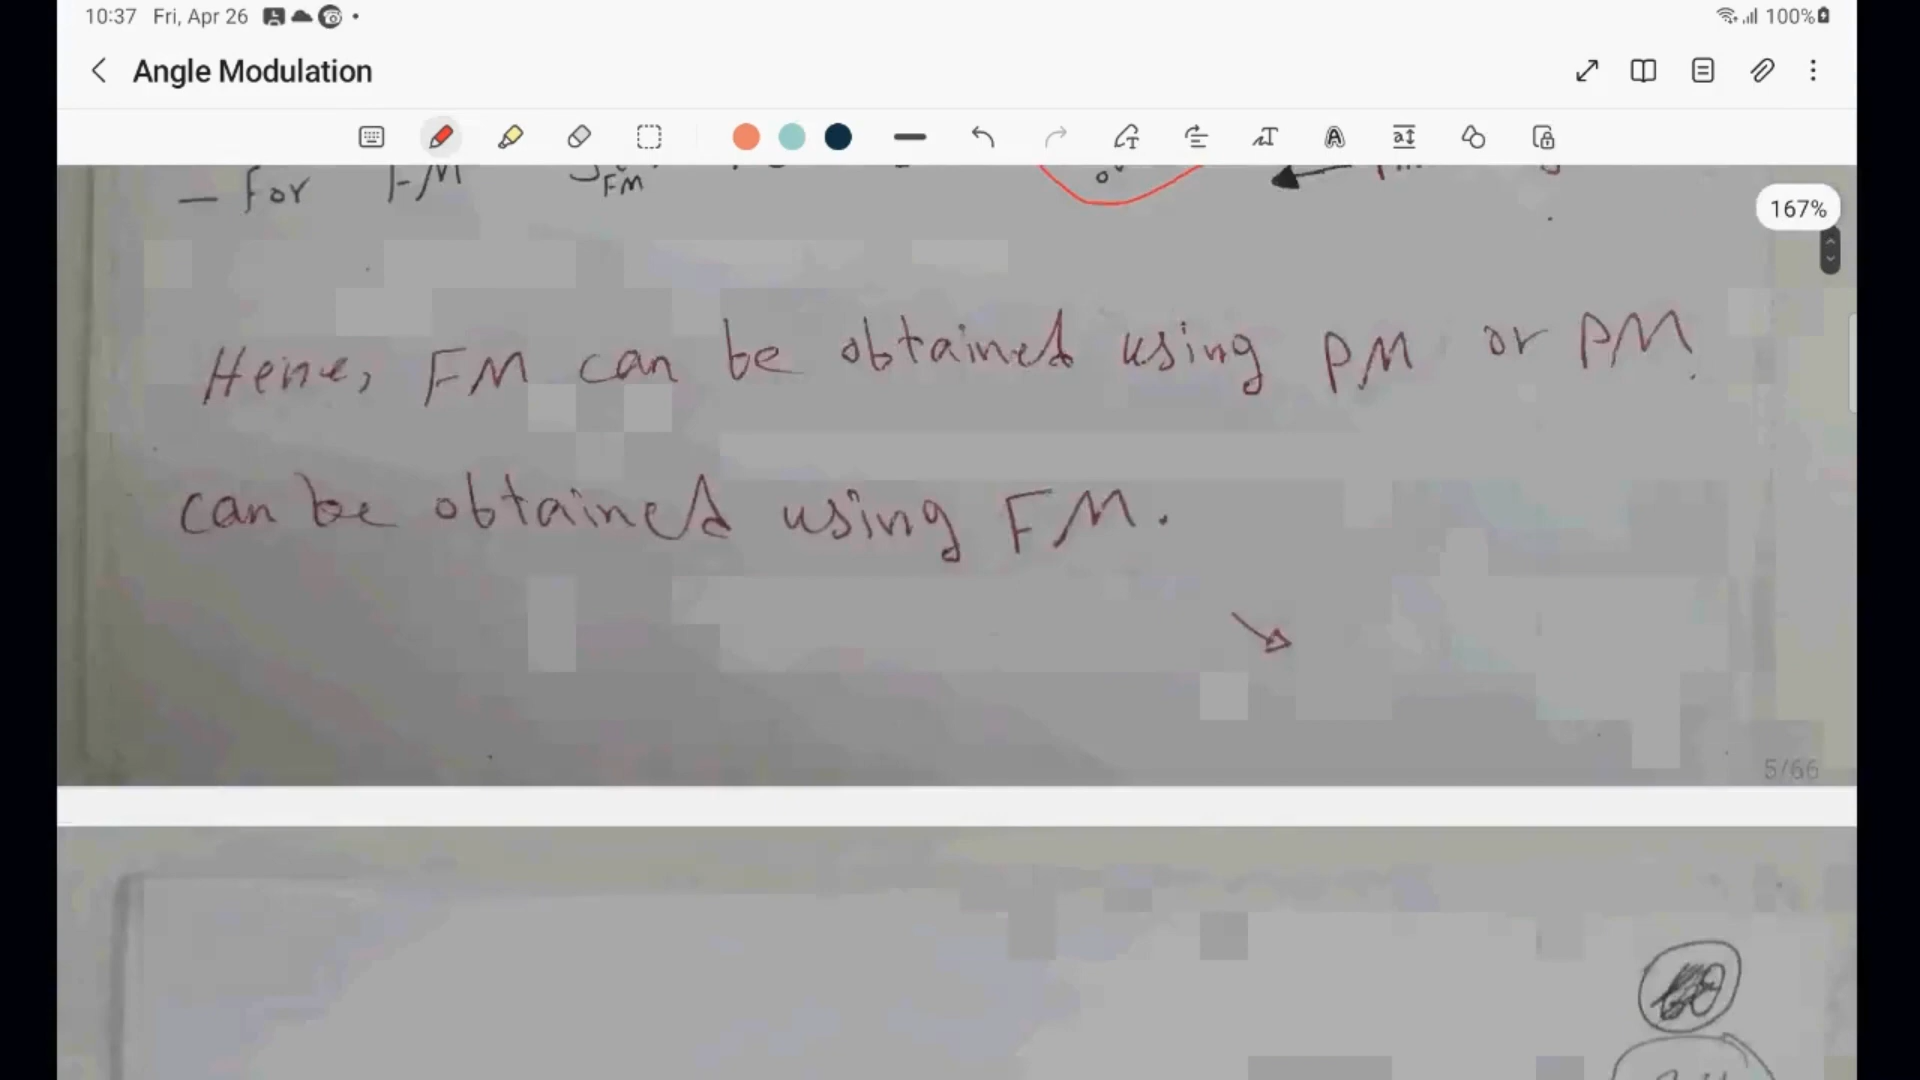 10:37 Fri, Apr 26
100%
Angle Modulation
167%
— for FM FM
Hence, FM can be obtained using PM or PM
can be obtained using FM.
5/66